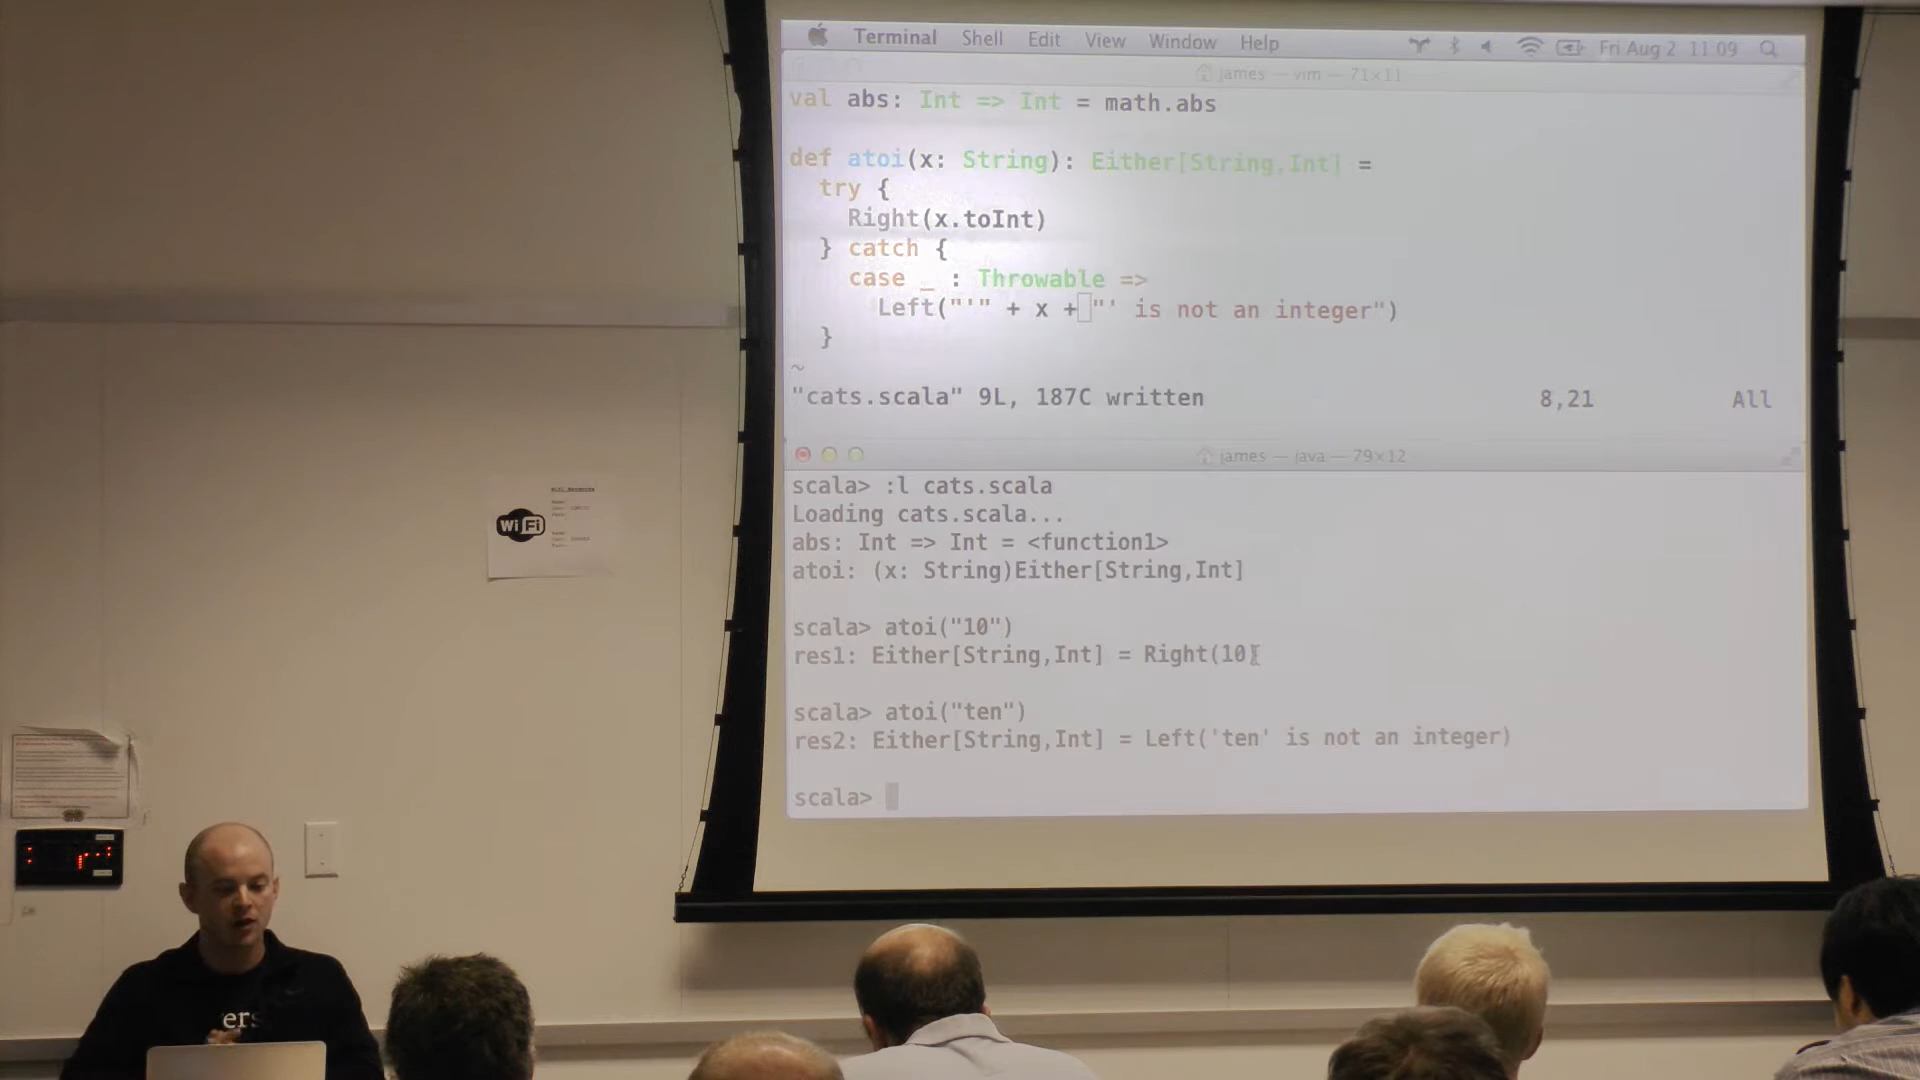 Terminal Shell Edit View Window Help Fri Aug 2 11:09
james — vim — 71×11
val abs: Int => Int = math.abs
def atoi(x: String): Either[String,Int] =
try {
Right(x.toInt)
} catch {
case _ : Throwable =>
Left("'" + x + "' is not an integer")
}
~
"cats.scala" 9L, 187C written 8,21 All
james — java — 79×12
scala> :l cats.scala
Loading cats.scala...
abs: Int => Int = <function1>
atoi: (x: String)Either[String,Int]
scala> atoi("10")
res1: Either[String,Int] = Right(10)
scala> atoi("ten")
res2: Either[String,Int] = Left('ten' is not an integer)
scala>
WiFi
ers